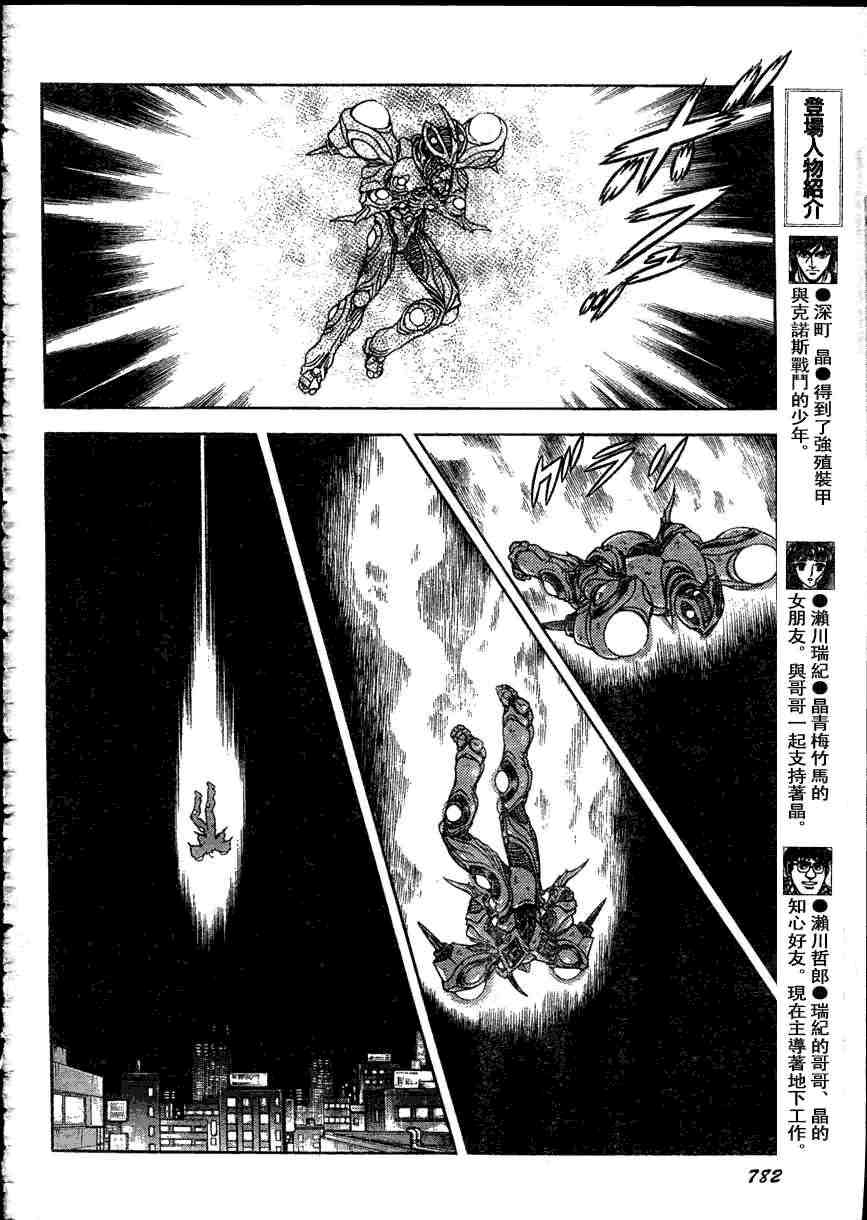 登場人物紹介
●深町 晶●得到了強殖裝甲
與克諾斯戰鬥的少年。
●瀨川瑞紀●晶青梅竹馬的
女朋友。與哥哥一起支持著晶。
●瀨川哲郎●瑞紀的哥哥、晶的
知心好友。現在主導著地下工作。
782